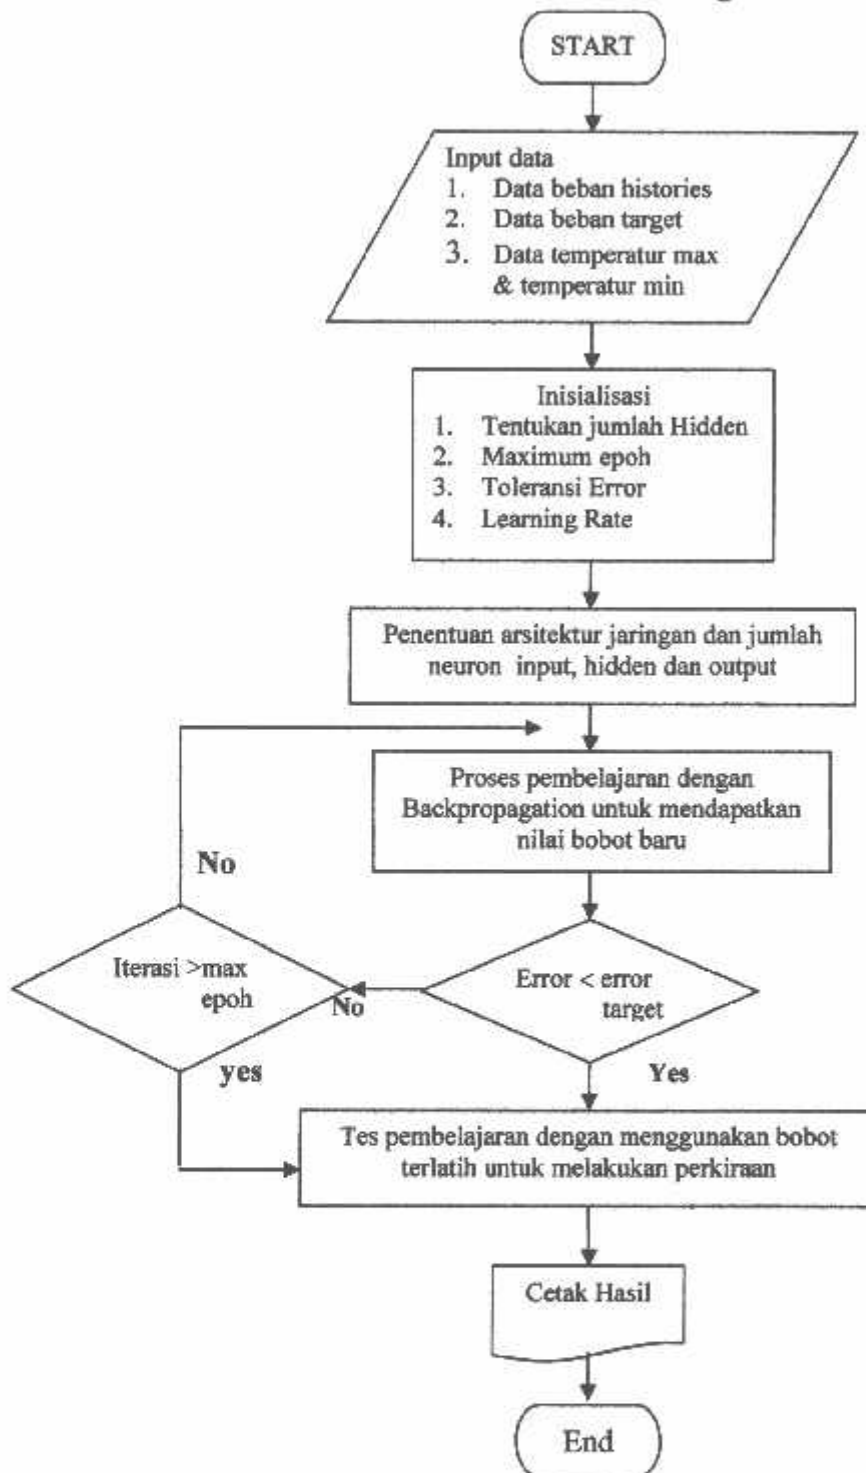 START
Input data
1. Data beban histories
2. Data beban target
3. Data temperatur max
& temperatur min
Inisialisasi
1. Tentukan jumlah Hidden
2. Maximum epoh
3. Toleransi Error
4. Learning Rate
Penentuan arsitektur jaringan dan jumlah
neuron input, hidden dan output
Proses pembelajaran dengan
Backpropagation untuk mendapatkan
nilai bobot baru
No
Iterasi >max
epoh
No
Error < error
target
yes
Yes
Tes pembelajaran dengan menggunakan bobot
terlatih untuk melakukan perkiraan
Cetak Hasil
End